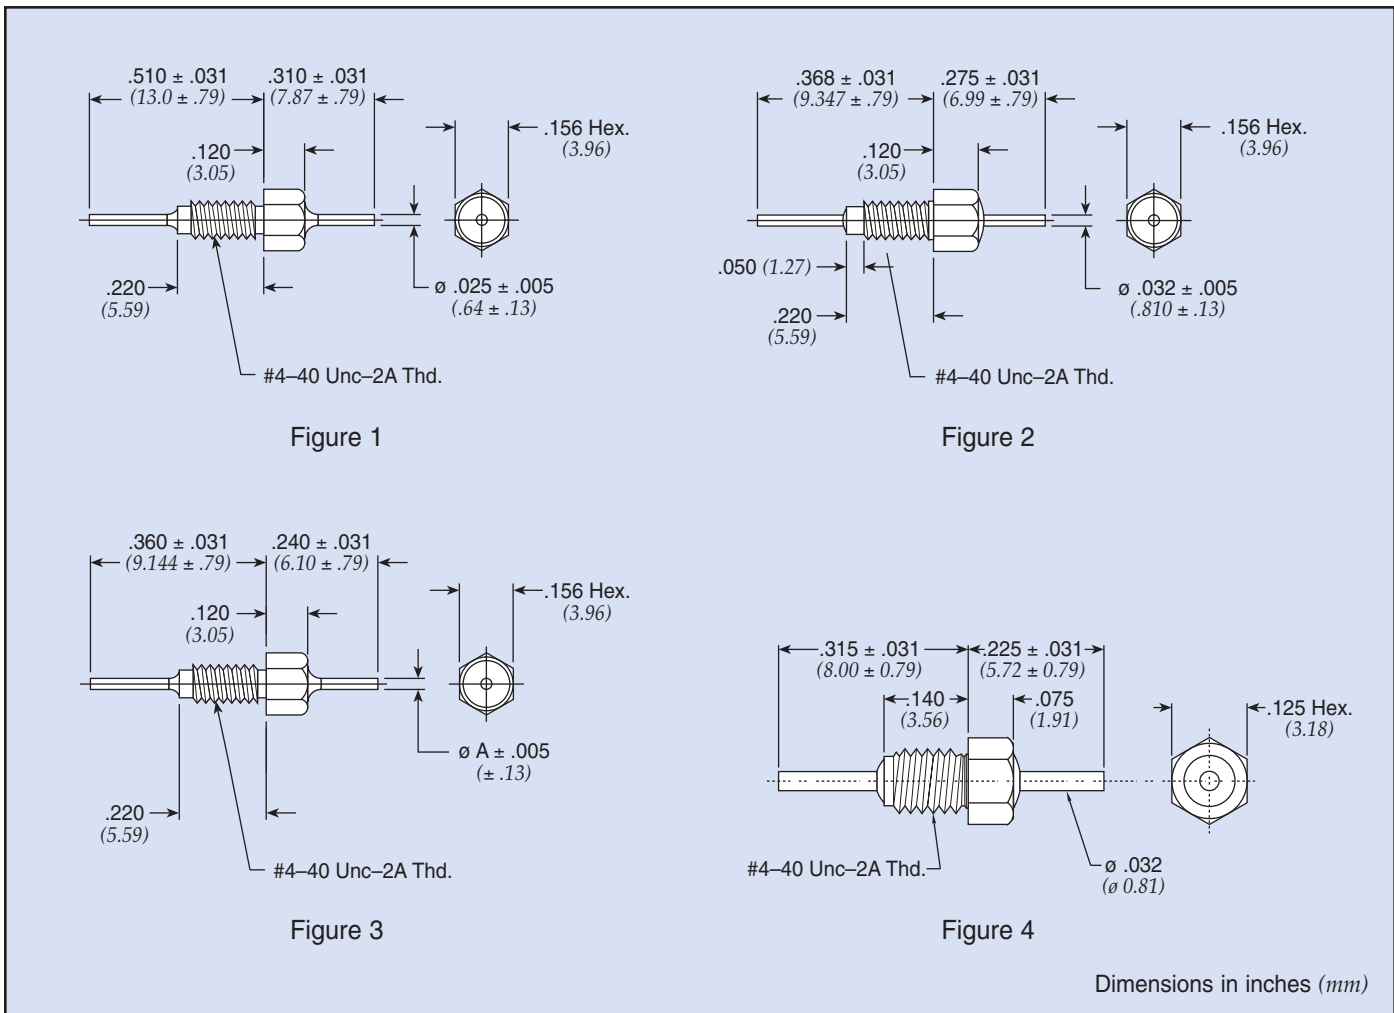 .510 ± .031
(13.0 ± .79)
.310 ± .031
(7.87 ± .79)
.156 Hex.
(3.96)
.120
(3.05)
.220
(5.59)
ø .025 ± .005
(.64 ± .13)
#4–40 Unc–2A Thd.
Figure 1
.368 ± .031
(9.347 ± .79)
.275 ± .031
(6.99 ± .79)
.156 Hex.
(3.96)
.120
(3.05)
.050 (1.27)
.220
(5.59)
ø .032 ± .005
(.810 ± .13)
#4–40 Unc–2A Thd.
Figure 2
.360 ± .031
(9.144 ± .79)
.240 ± .031
(6.10 ± .79)
.156 Hex.
(3.96)
.120
(3.05)
ø A ± .005
(± .13)
.220
(5.59)
#4–40 Unc–2A Thd.
Figure 3
.315 ± .031
(8.00 ± 0.79)
.225 ± .031
(5.72 ± 0.79)
.140
(3.56)
.075
(1.91)
.125 Hex.
(3.18)
#4–40 Unc–2A Thd.
ø .032
(ø 0.81)
Figure 4
Dimensions in inches (mm)